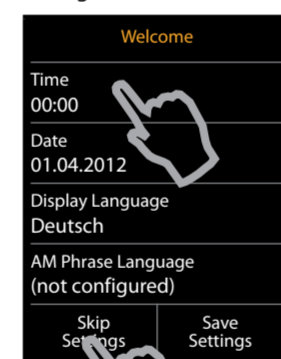 Welcome
Time
00:00
Date
01.04.2012
Display Language
Deutsch
AM Phrase Language
(not configured)
Skip Save
Settings Settings